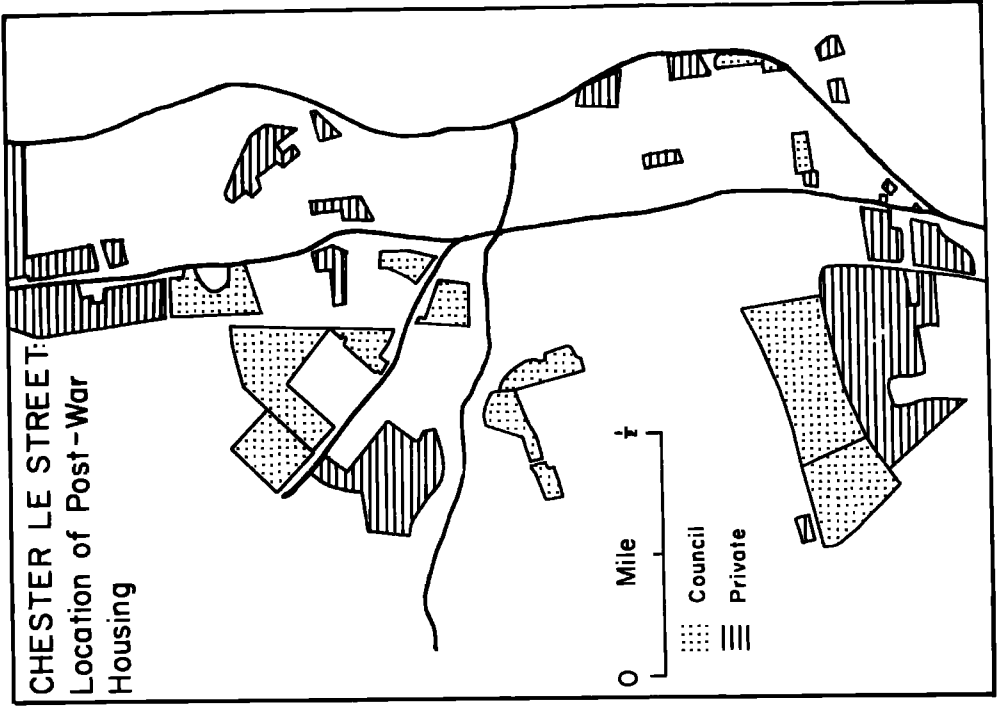 CHESTER LE STREET:
Location of Post-War
Housing
0 Mile ½
Council
Private